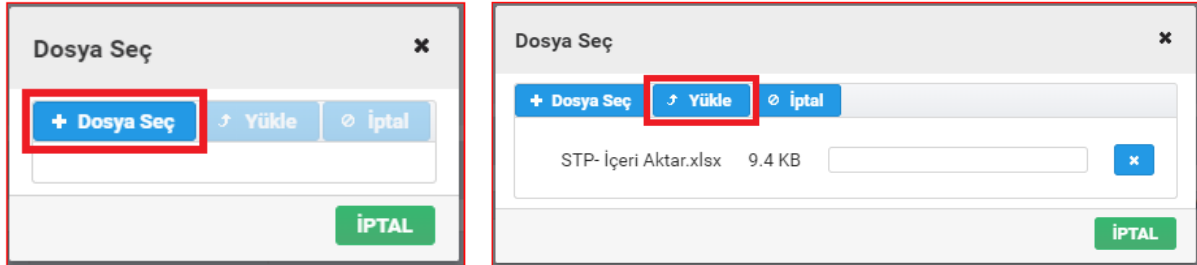 Dosya Seç
+ Dosya Seç Yükle İptal
İPTAL
Dosya Seç
+ Dosya Seç Yükle İptal
STP- İçeri Aktar.xlsx 9.4 KB
İPTAL